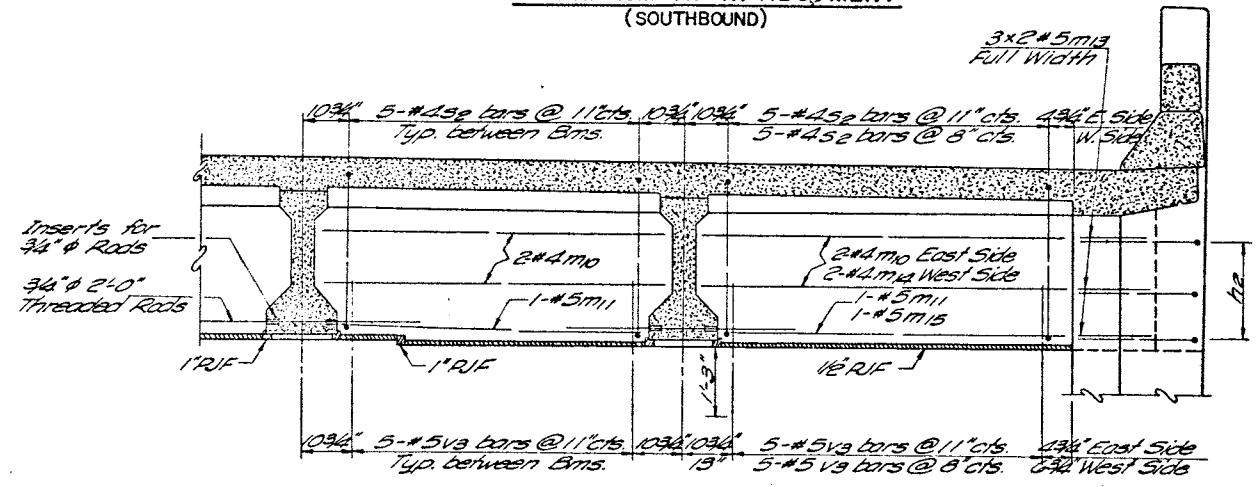 (SOUTHBOUND)
3x2#5m13
Full Width
10¾" 5-#4s2 bars @ 11"cts. 10¾" 10¾" 5-#4s2 bars @ 11"cts. 4¾" E. Side
Typ. between Bms. 5-#4s2 bars @ 8"cts. W. Side
Inserts for
¾" φ Rods
2#4m10
2#4m10 East Side
2#4m14 West Side
¾" φ 2'-0"
Threaded Rods
1-#5m11
1-#5m11
1-#5m15
h2
1" PJF
1" PJF
1'-3"
1½" PJF
10¾" 5-#5v3 bars @ 11"cts. 10¾" 10¾" 5-#5v3 bars @ 11"cts. 4¾" East Side
Typ. between Bms. 13" 5-#5v3 bars @ 8"cts. 6¾" West Side